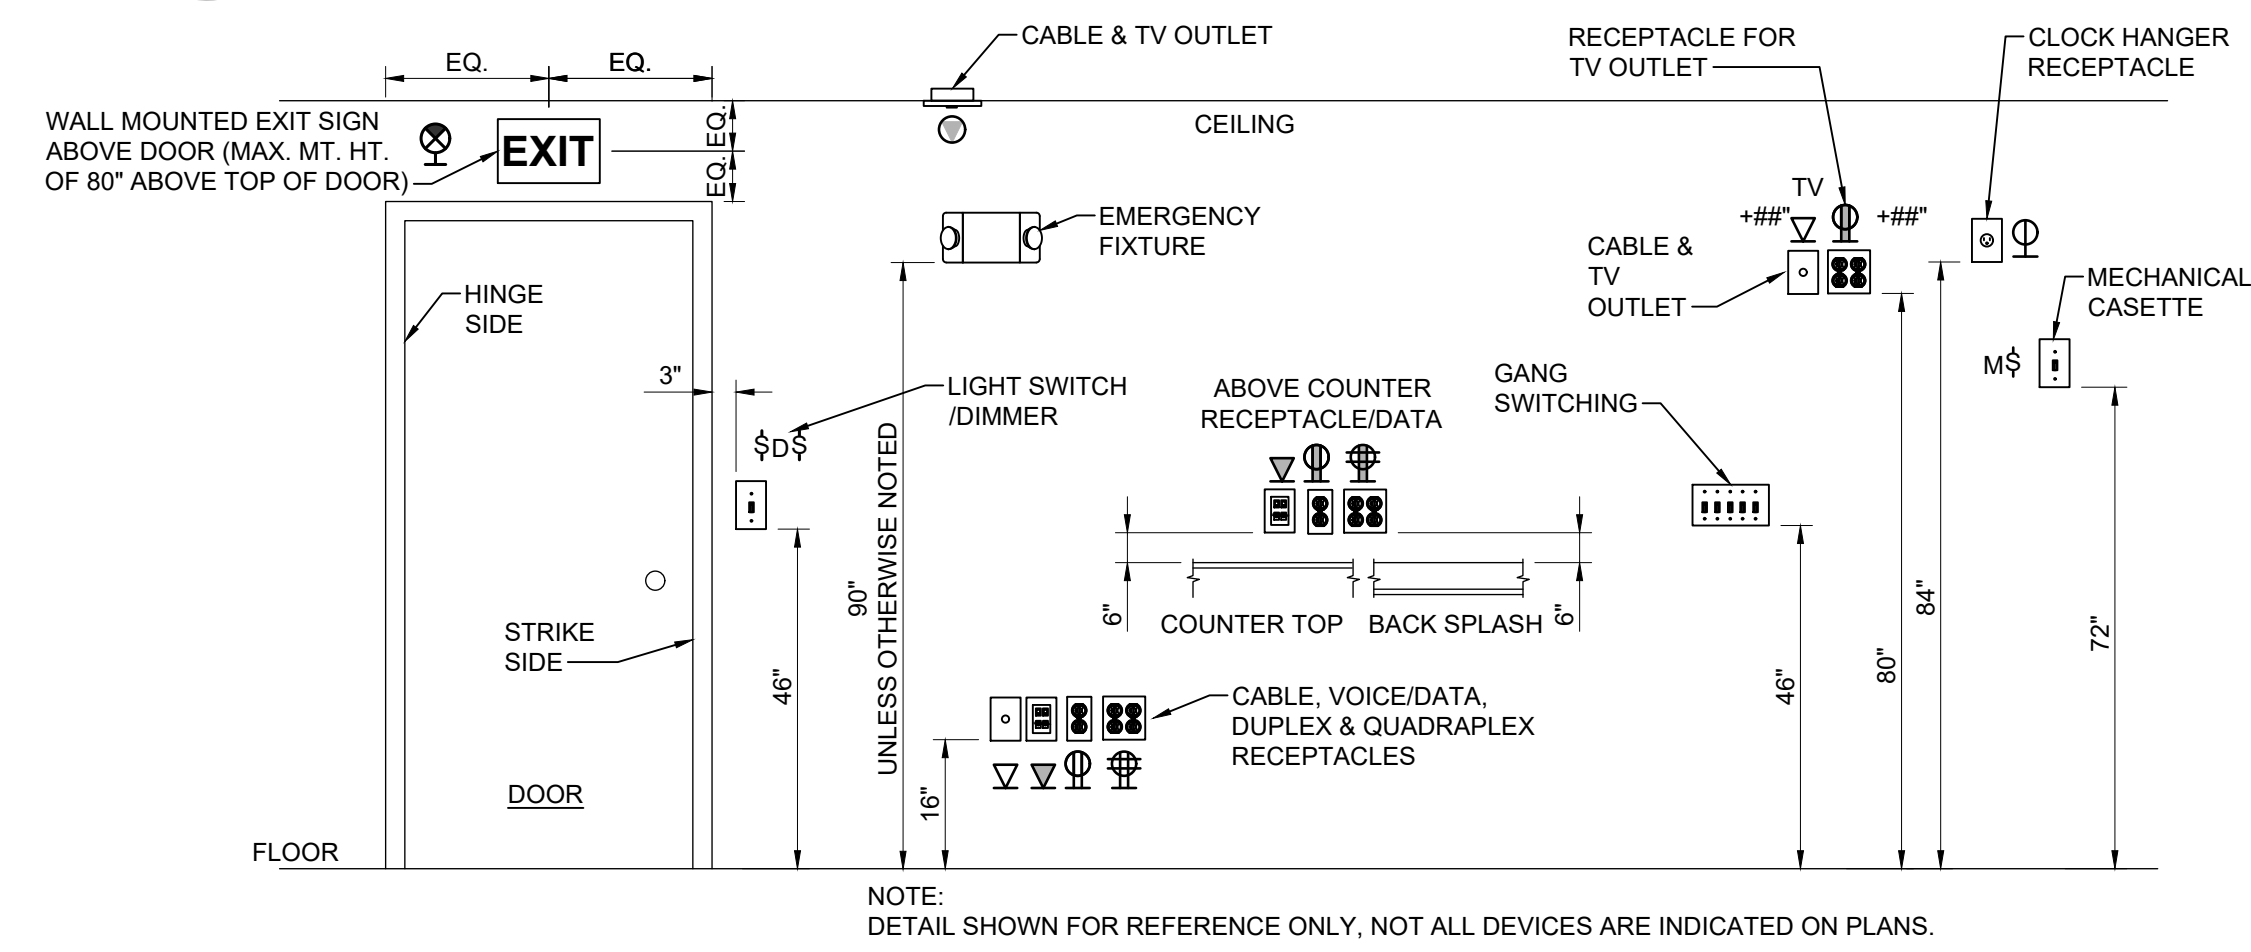 EQ.
EQ.
CABLE & TV OUTLET
RECEPTACLE FOR
TV OUTLET
CLOCK HANGER
RECEPTACLE
WALL MOUNTED EXIT SIGN
ABOVE DOOR (MAX. MT. HT.
OF 80" ABOVE TOP OF DOOR)
EXIT
EQ.
EQ.
CEILING
TV
+##"
+##"
EMERGENCY
FIXTURE
CABLE &
TV
OUTLET
MECHANICAL
CASETTE
HINGE
SIDE
3"
LIGHT SWITCH
/DIMMER
$D$
ABOVE COUNTER
RECEPTACLE/DATA
GANG
SWITCHING
M$
90"
UNLESS OTHERWISE NOTED
6"
COUNTER TOP
BACK SPLASH
6"
84"
72"
STRIKE
SIDE
46"
46"
80"
CABLE, VOICE/DATA,
DUPLEX & QUADRAPLEX
RECEPTACLES
16"
DOOR
FLOOR
NOTE:
DETAIL SHOWN FOR REFERENCE ONLY, NOT ALL DEVICES ARE INDICATED ON PLANS.